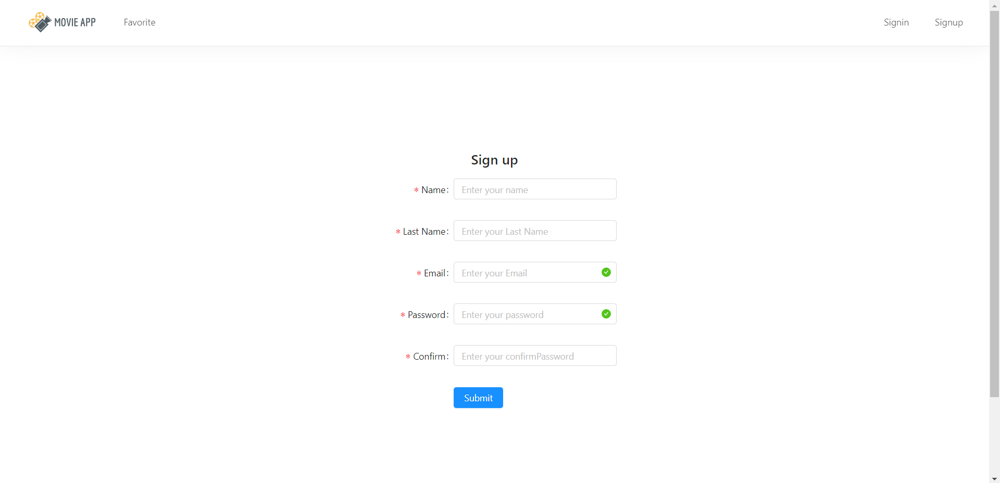 MOVIE APP Favorite Signin Signup
Sign up
* Name: Enter your name
* Last Name: Enter your Last Name
* Email: Enter your Email
* Password: Enter your password
* Confirm: Enter your confirmPassword
Submit